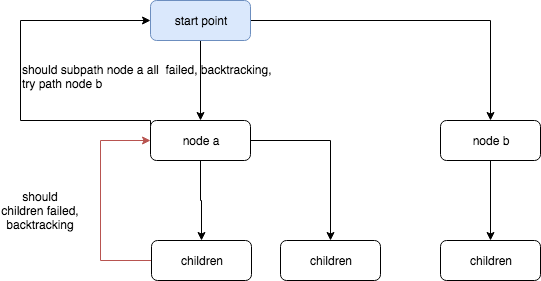 start point
should subpath node a all  failed, backtracking,
try path node b
node a
node b
should
children failed,
backtracking
children
children
children